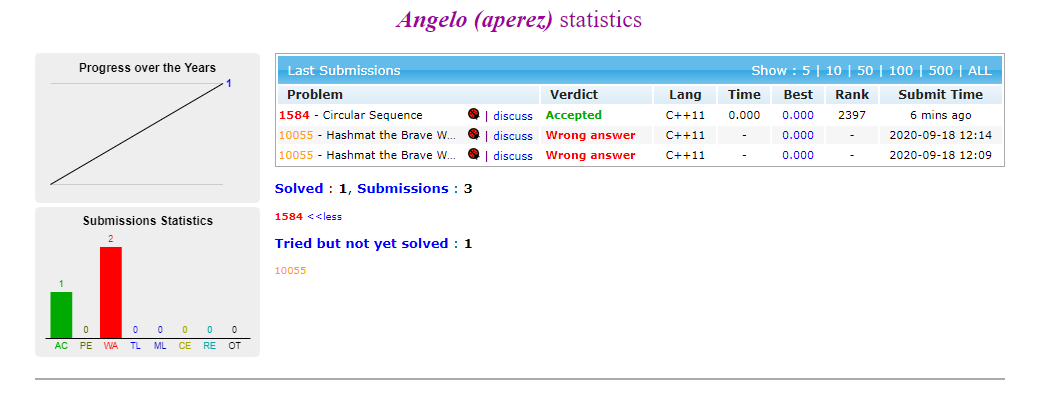 Angelo (aperez) statistics
Progress over the Years
1
Submissions Statistics
2
1
0 0 0 0 0 0
AC PE WA TL ML CE RE OT
Last Submissions Show : 5 | 10 | 50 | 100 | 500 | ALL
Problem Verdict Lang Time Best Rank Submit Time
1584 - Circular Sequence | discuss Accepted C++11 0.000 0.000 2397 6 mins ago
10055 - Hashmat the Brave W... | discuss Wrong answer C++11 - 0.000 - 2020-09-18 12:14
10055 - Hashmat the Brave W... | discuss Wrong answer C++11 - 0.000 - 2020-09-18 12:09
Solved : 1, Submissions : 3
1584 <<less
Tried but not yet solved : 1
10055